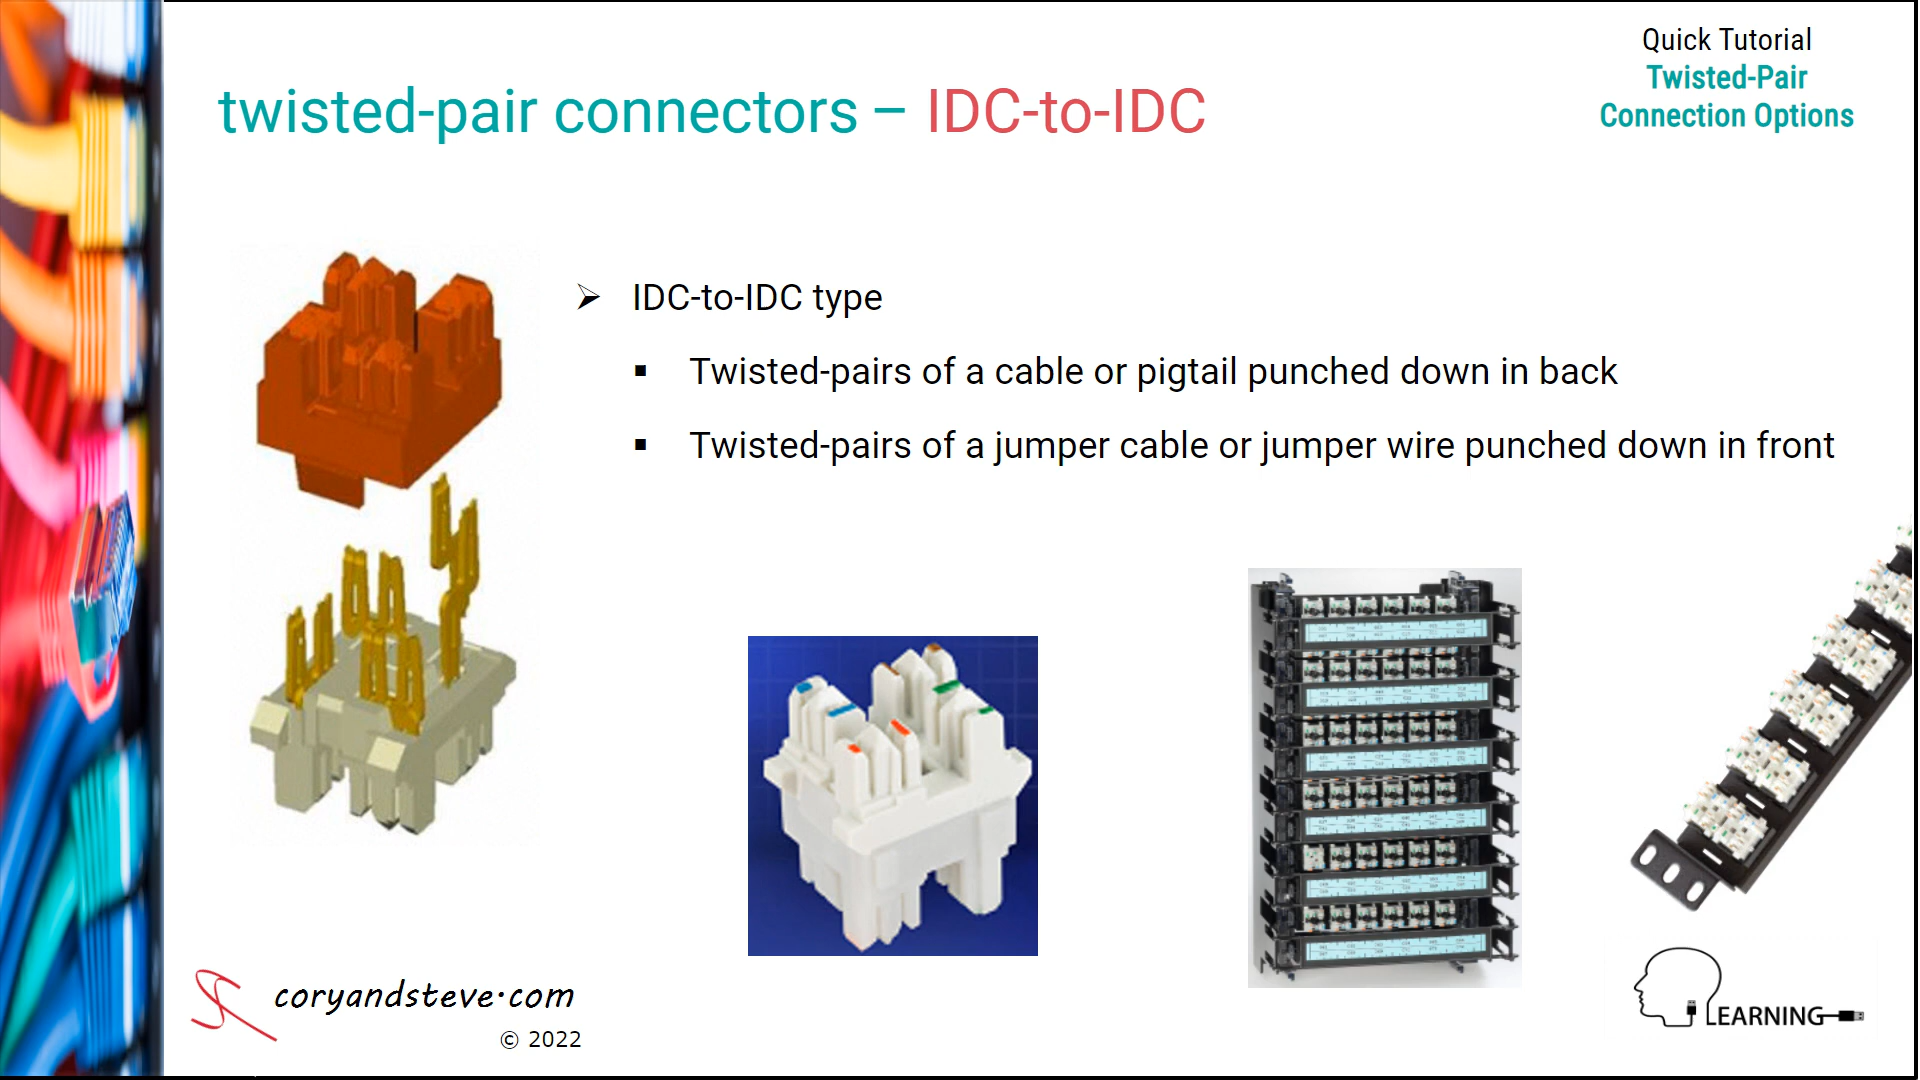 Quick Tutorial
Twisted-Pair
Connection Options
twisted-pair connectors – IDC-to-IDC
➢ IDC-to-IDC type
▪ Twisted-pairs of a cable or pigtail punched down in back
▪ Twisted-pairs of a jumper cable or jumper wire punched down in front
coryandsteve.com
© 2022
LEARNING